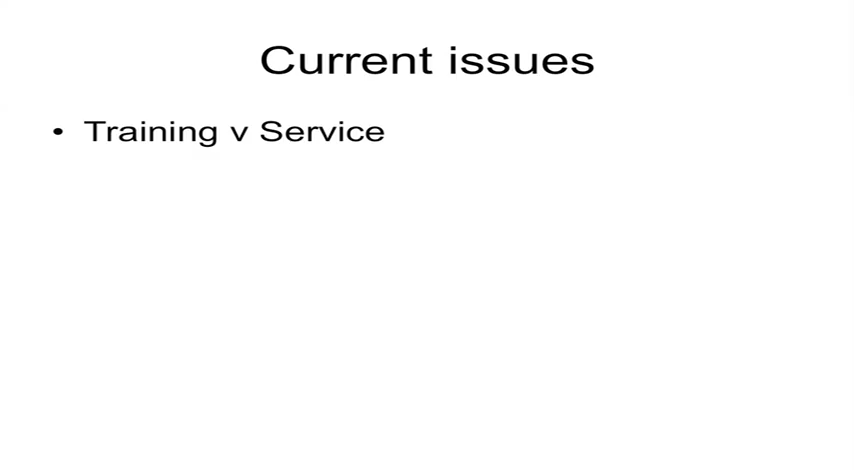 Current issues
• Training v Service